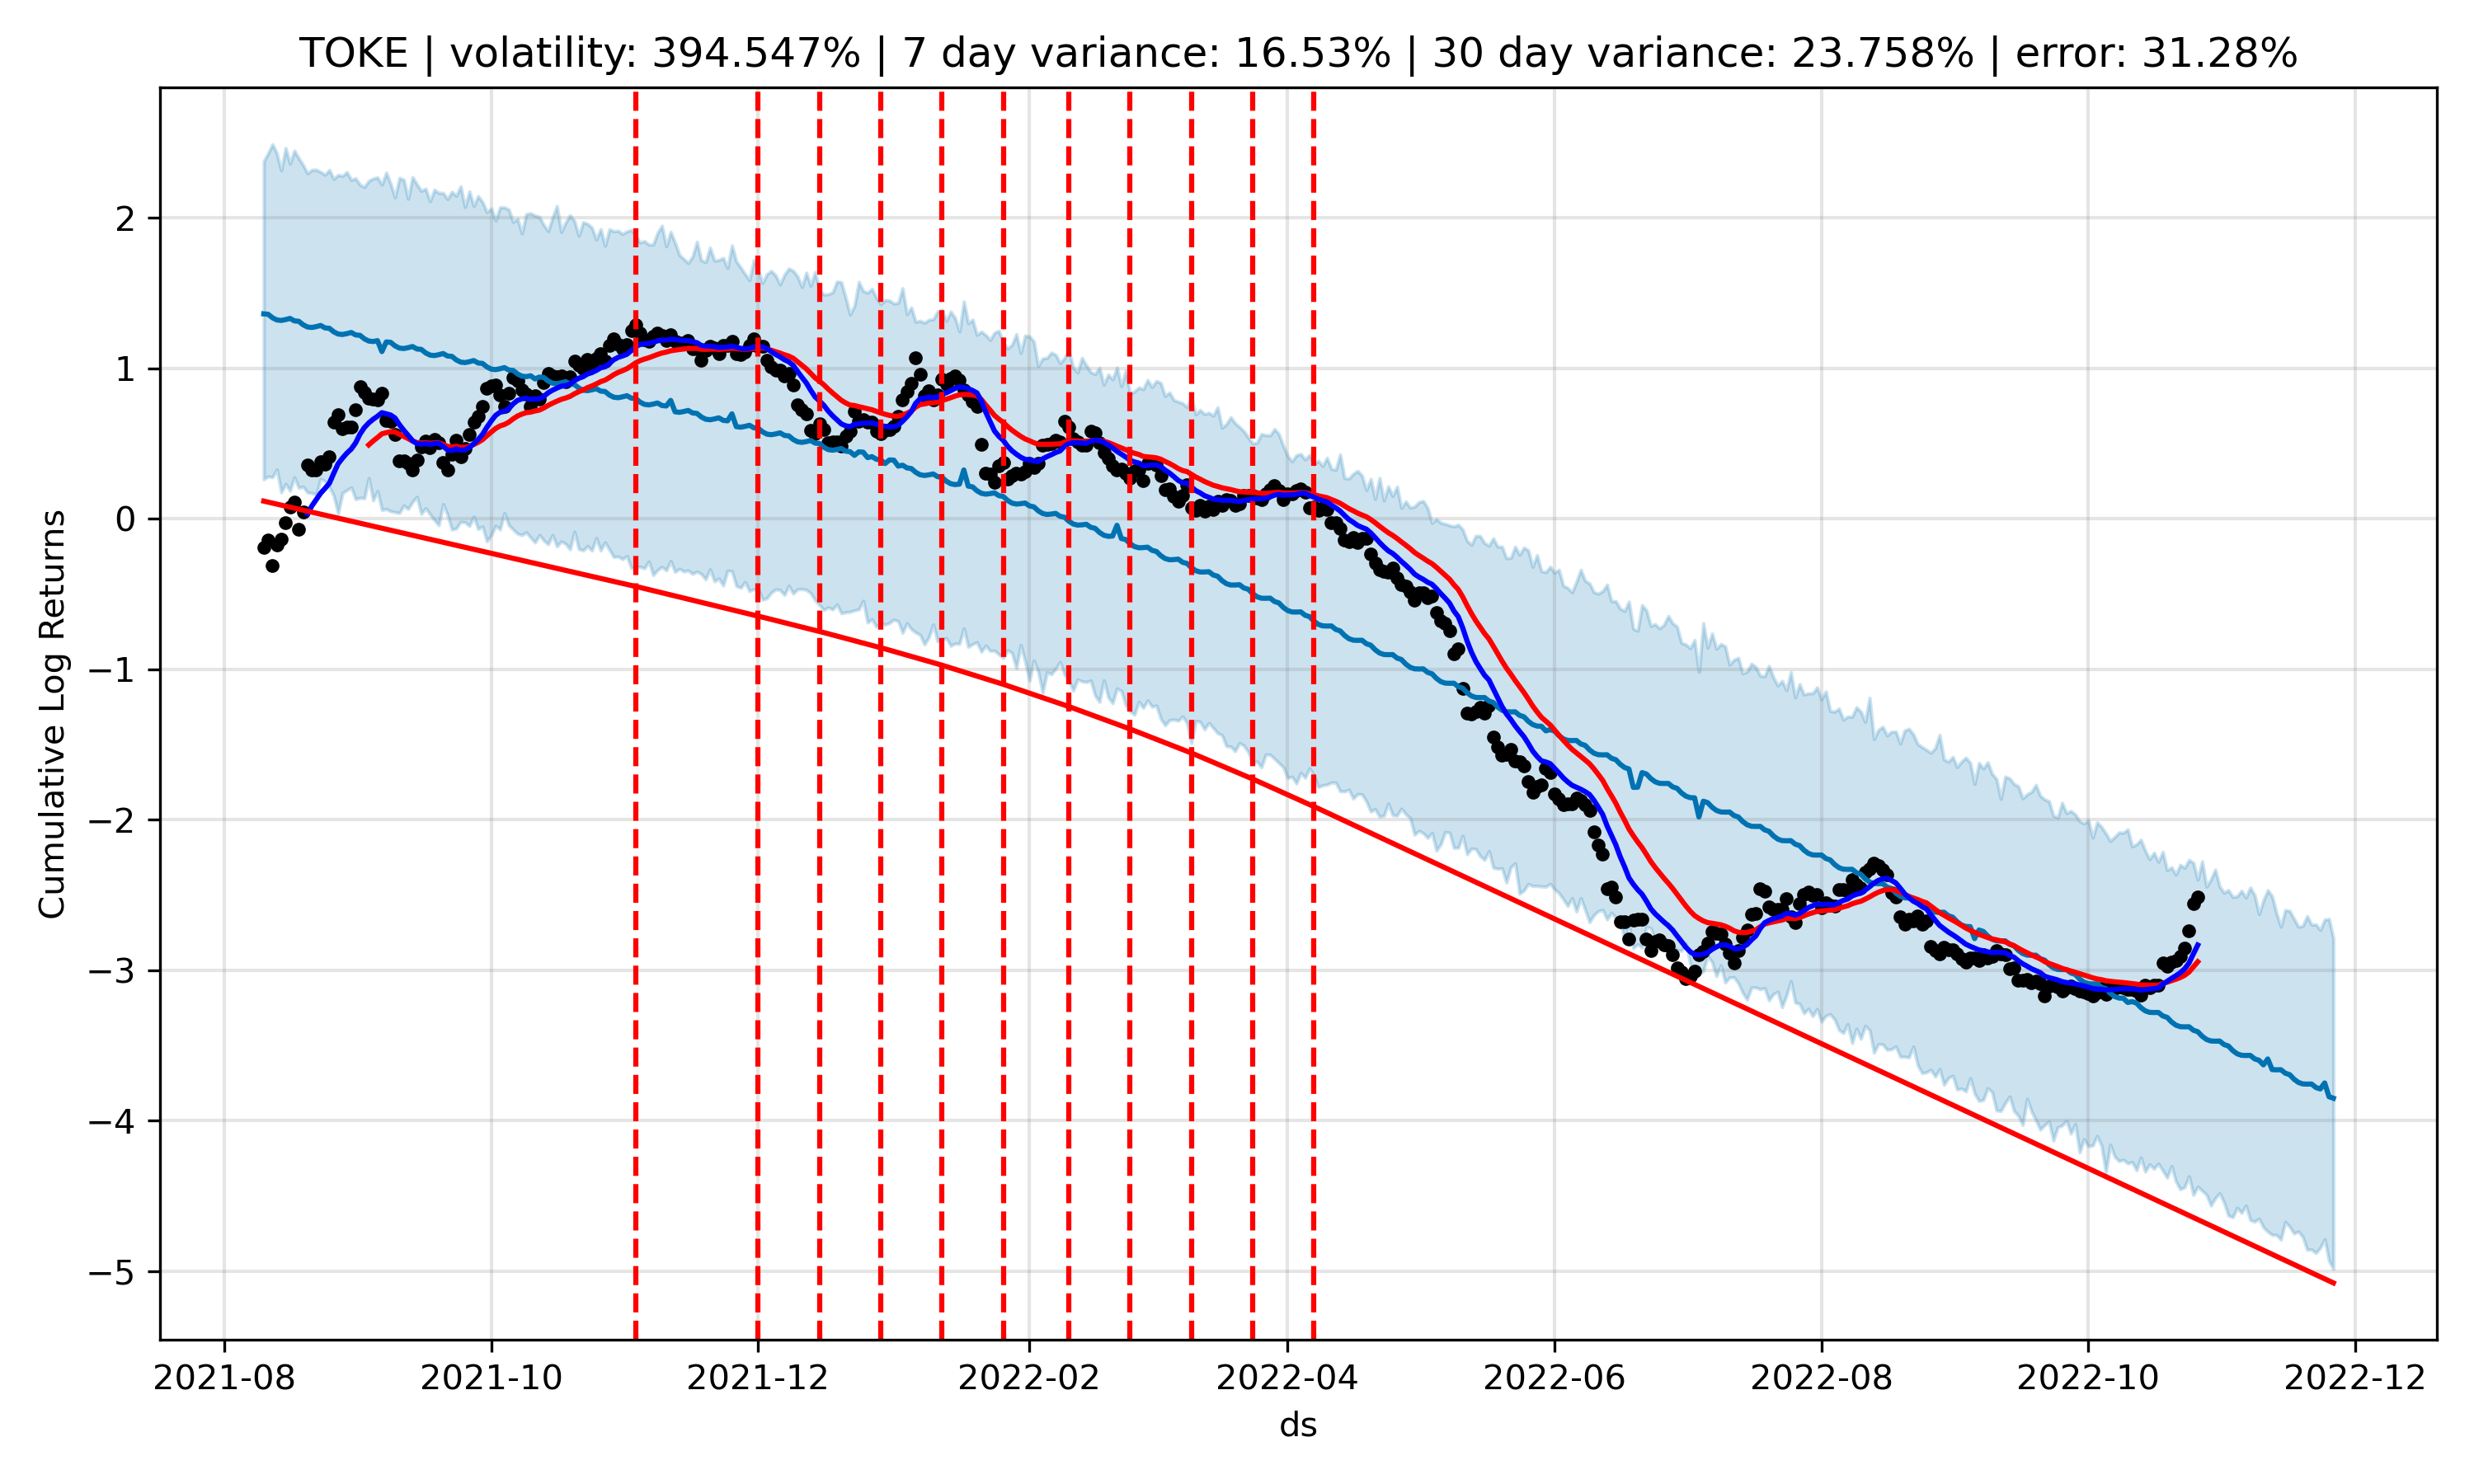 TOKE | volatility: 394.547% | 7 day variance: 16.53% | 30 day variance: 23.758% | error: 31.28%
Cumulative Log Returns
2
1
0
−1
−2
−3
−4
−5
2021-08 2021-10 2021-12 2022-02 2022-04 2022-06 2022-08 2022-10 2022-12
ds